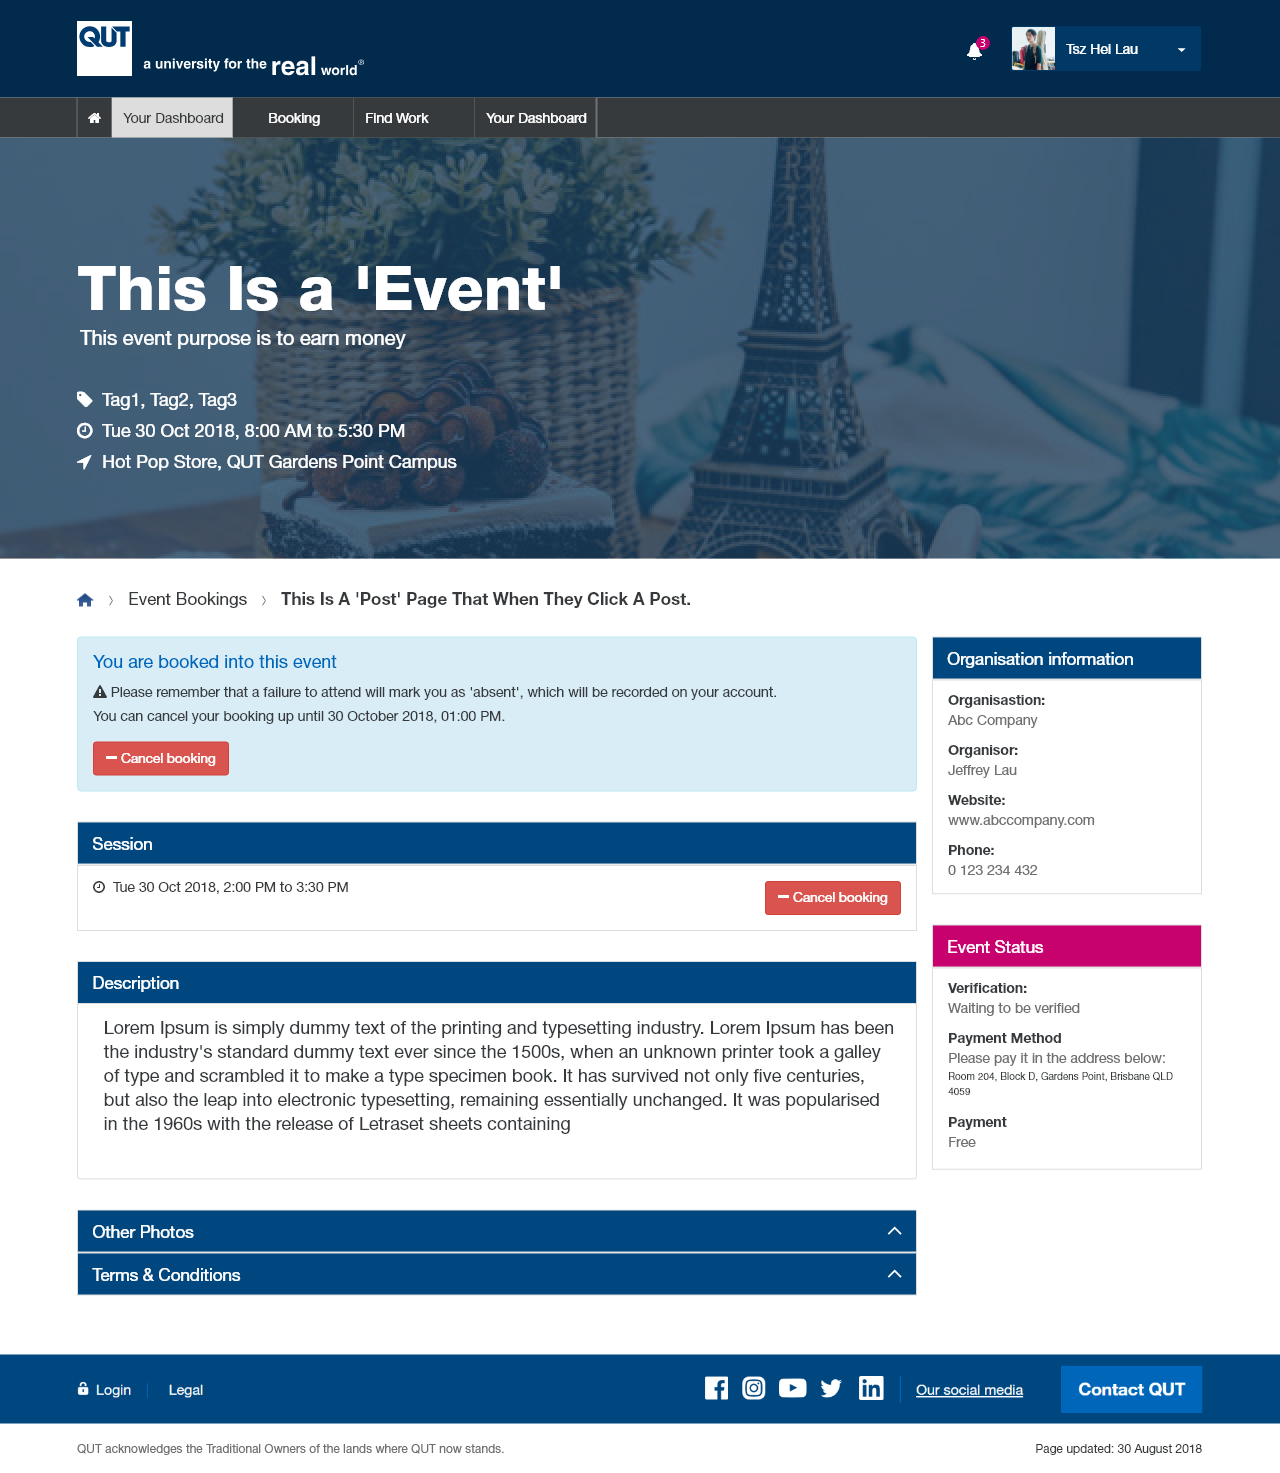 QUT
a university for the real world®
3
Tsz Hei Lau
Your Dashboard
Booking
Find Work
Your Dashboard
PARIS
This Is a 'Event'
This event purpose is to earn money
Tag1, Tag2, Tag3
Tue 30 Oct 2018, 8:00 AM to 5:30 PM
Hot Pop Store, QUT Gardens Point Campus
Event Bookings
This Is A 'Post' Page That When They Click A Post.
You are booked into this event
Please remember that a failure to attend will mark you as 'absent', which will be recorded on your account.
You can cancel your booking up until 30 October 2018, 01:00 PM.
Cancel booking
Session
Tue 30 Oct 2018, 2:00 PM to 3:30 PM
Cancel booking
Description
Lorem Ipsum is simply dummy text of the printing and typesetting industry. Lorem Ipsum has been
the industry's standard dummy text ever since the 1500s, when an unknown printer took a galley
of type and scrambled it to make a type specimen book. It has survived not only five centuries,
but also the leap into electronic typesetting, remaining essentially unchanged. It was popularised
in the 1960s with the release of Letraset sheets containing
Other Photos
Terms & Conditions
Organisation information
Organisastion:
Abc Company
Organisor:
Jeffrey Lau
Website:
www.abccompany.com
Phone:
0 123 234 432
Event Status
Verification:
Waiting to be verified
Payment Method
Please pay it in the address below:
Room 204, Block D, Gardens Point, Brisbane QLD
4059
Payment
Free
Login
Legal
Our social media
Contact QUT
QUT acknowledges the Traditional Owners of the lands where QUT now stands.
Page updated: 30 August 2018